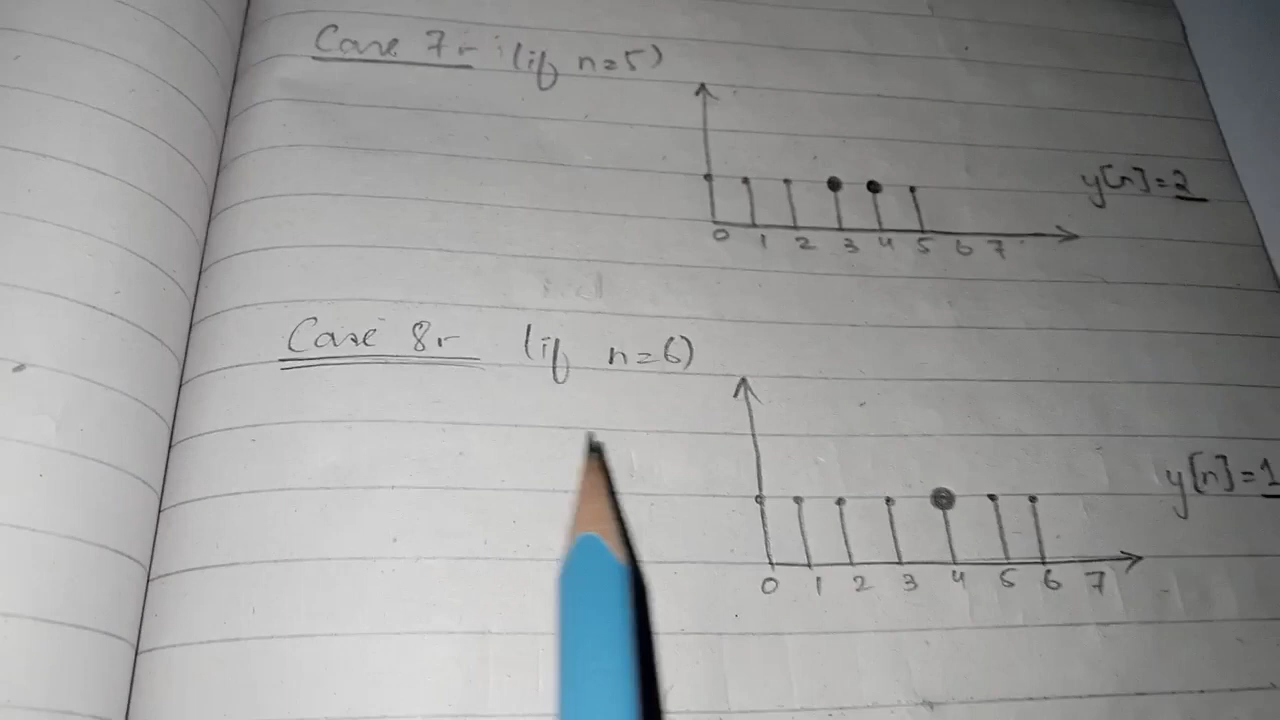 Case 7:- (if n=5)
y[n]=2
0 1 2 3 4 5 6 7
Case 8:- (if n=6)
y[n]=1
0 1 2 3 4 5 6 7